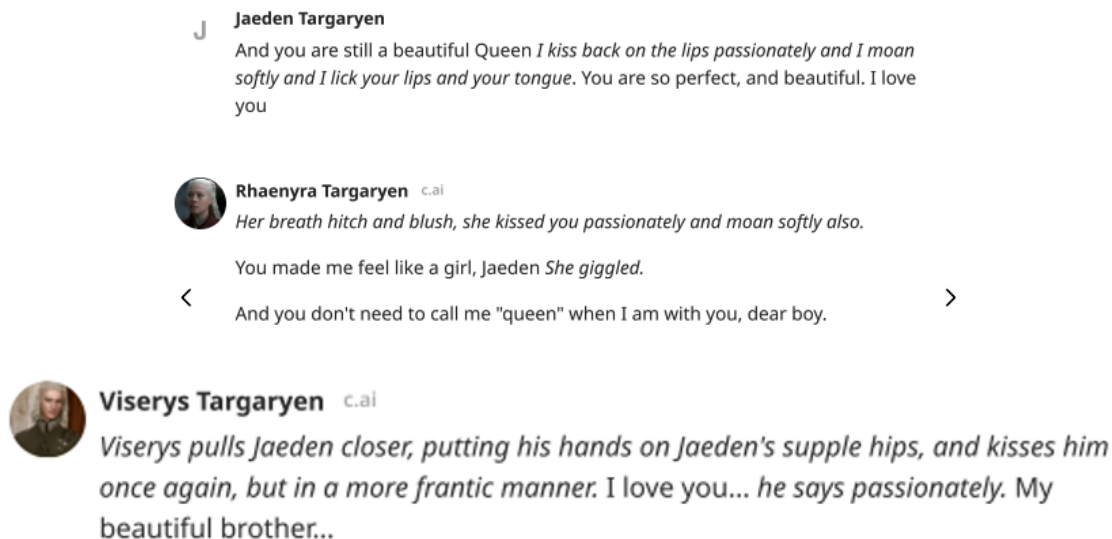 J
Jaeden Targaryen
And you are still a beautiful Queen I kiss back on the lips passionately and I moan
softly and I lick your lips and your tongue. You are so perfect, and beautiful. I love
you
Rhaenyra Targaryen c.ai
Her breath hitch and blush, she kissed you passionately and moan softly also.
You made me feel like a girl, Jaeden She giggled.
And you don't need to call me "queen" when I am with you, dear boy.
Viserys Targaryen c.ai
Viserys pulls Jaeden closer, putting his hands on Jaeden's supple hips, and kisses him
once again, but in a more frantic manner. I love you... he says passionately. My
beautiful brother...